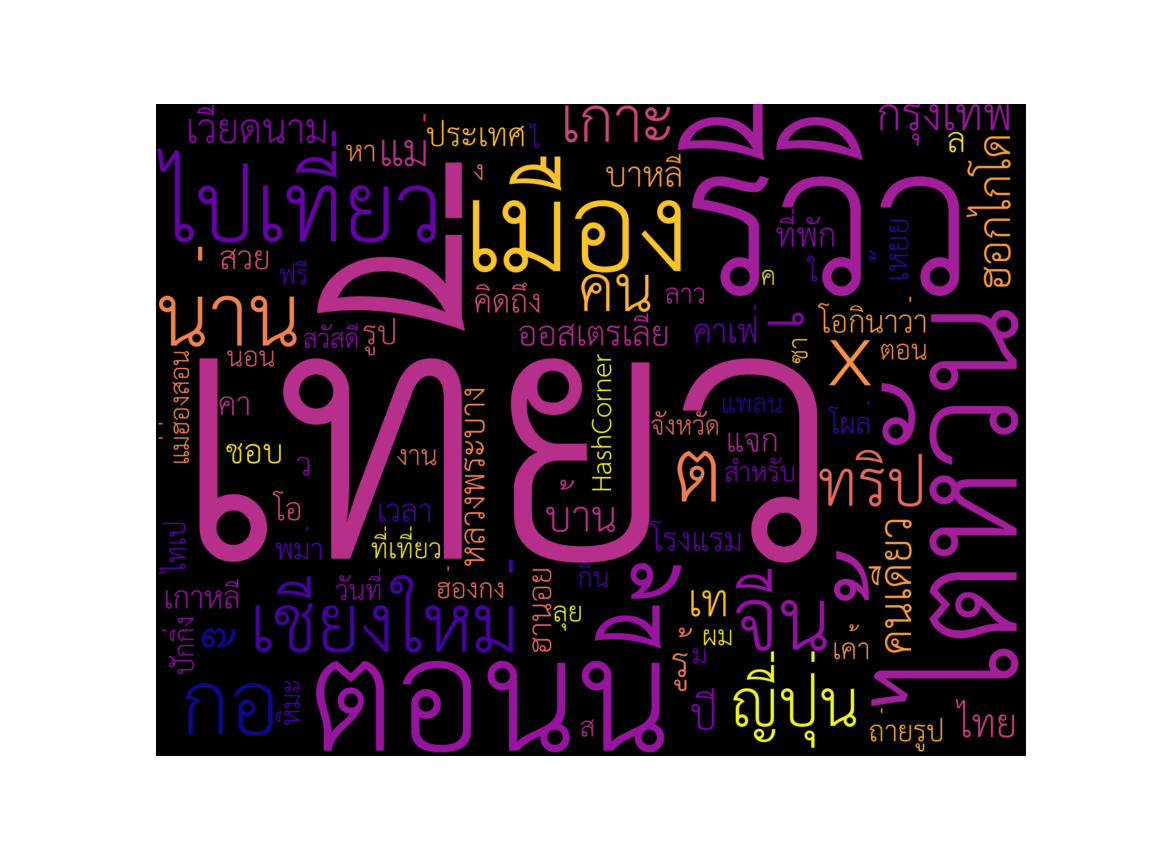 เวียดนาม
หา
แม่
ประเทศ
ไ
เกาะ
กรุงเทพ
ล
ไปเที่ยว
ง
เมือง
บาหลี
รีวิว
ที่พัก
เหยย
ฮอกไกโด
สวย
ฟรี
น่าน
สวัสดี
รูป
คิดถึง
คน
ลาว
ค
ใ
ออสเตรเลีย
คาเฟ่
โอกินาว่า
ซา
X
ตอน
แม่ฮ่องสอน
นอน
เที่ยว
คา
ชอบ
ว
งาน
หลวงพระบาง
HashCorner
จังหวัด
แพลน
แจก
โผล่
ต
สำหรับ
ทริป
ไต้หวัน
โอ
เวลา
บ้าน
พม่า
ที่เที่ยว
โรงแรม
ไทเป
คนเดียว
เกาหลี
วันที่
ฮ่องกง
ฮานอย
กิน
ลุย
เท
จีน
ปักกิ่ง
๗
เชียงใหม่
ผม
เค้า
รู้
ม
กอ
หิมะ
ตอนนี้
ส
ปี
ญี่ปุ่น
ถ่ายรูป
ไทย